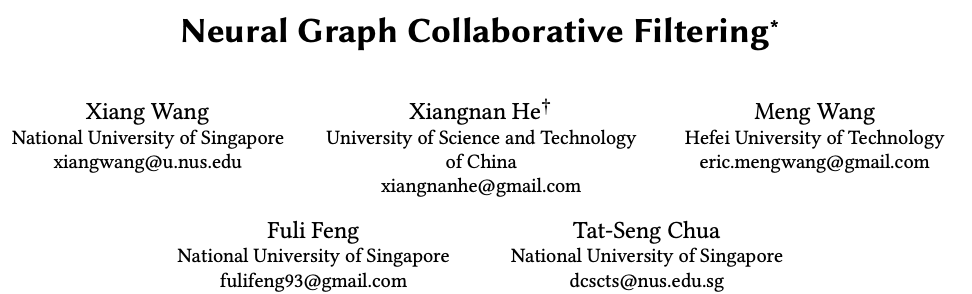 Neural Graph Collaborative Filtering*
Xiang Wang
National University of Singapore
xiangwang@u.nus.edu
Xiangnan He†
University of Science and Technology
of China
xiangnanhe@gmail.com
Meng Wang
Hefei University of Technology
eric.mengwang@gmail.com
Fuli Feng
National University of Singapore
fulifeng93@gmail.com
Tat-Seng Chua
National University of Singapore
dcscts@nus.edu.sg